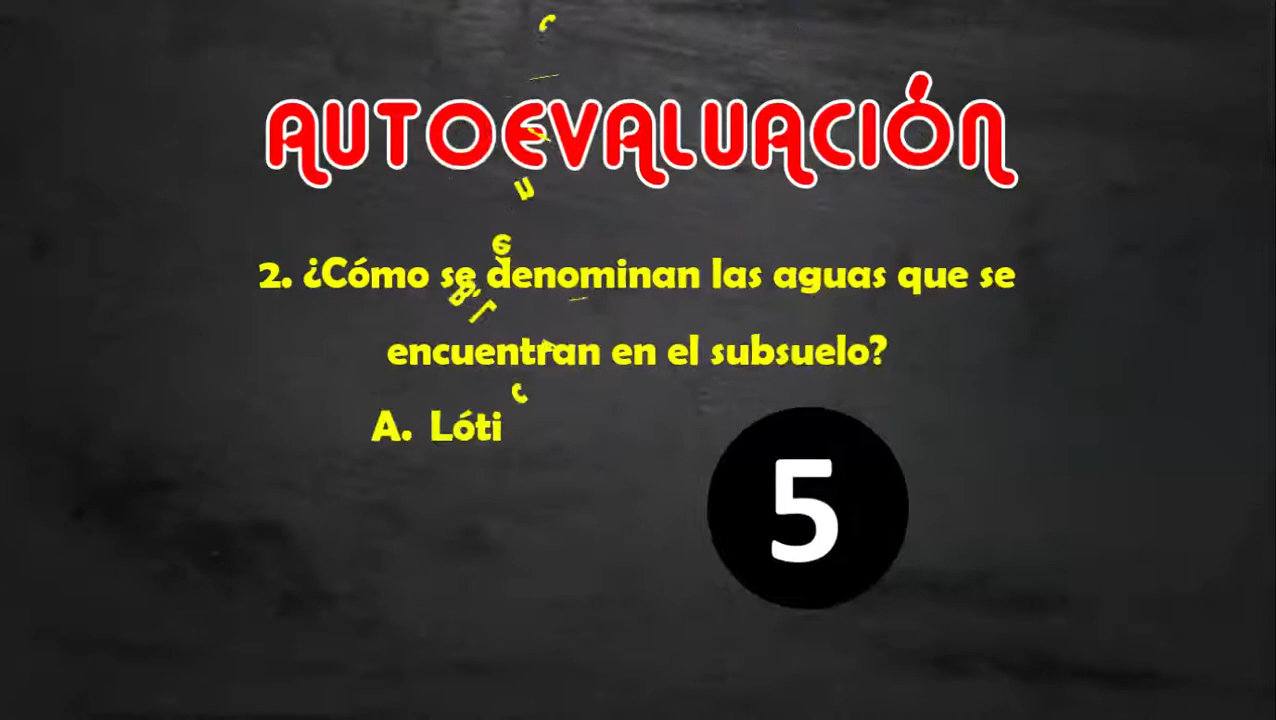 AUTOEVALUACIÓN
2. ¿Cómo se denominan las aguas que se
encuentran en el subsuelo?
A. Lóti
5